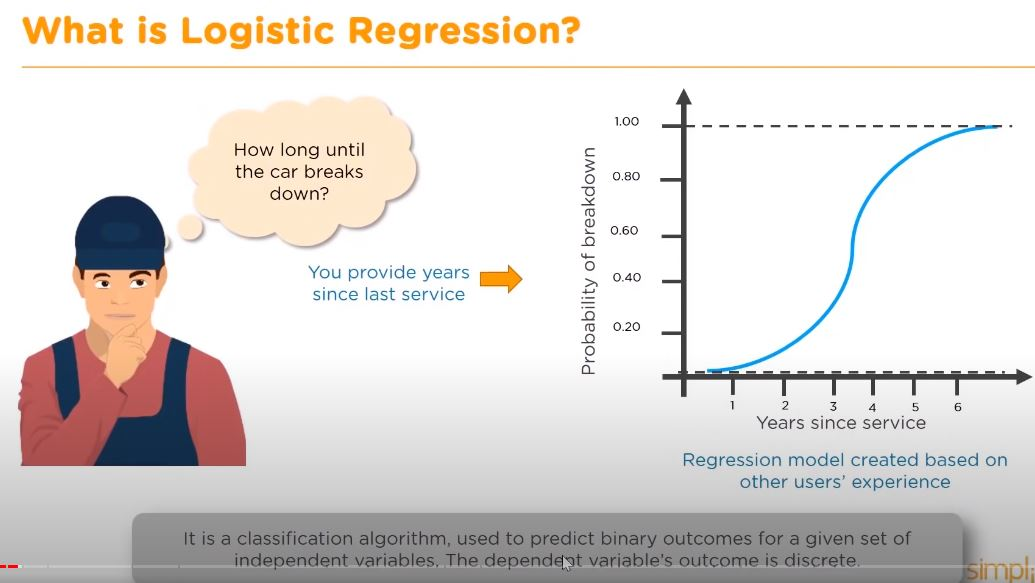 What is Logistic Regression?
How long until
the car breaks
down?
You provide years
since last service
Probability of breakdown
1.00
0.80
0.60
0.40
0.20
1 2 3 4 5 6
Years since service
Regression model created based on
other users' experience
It is a classification algorithm, used to predict binary outcomes for a given set of
independent variables. The dependent variable's outcome is discrete.
simpl